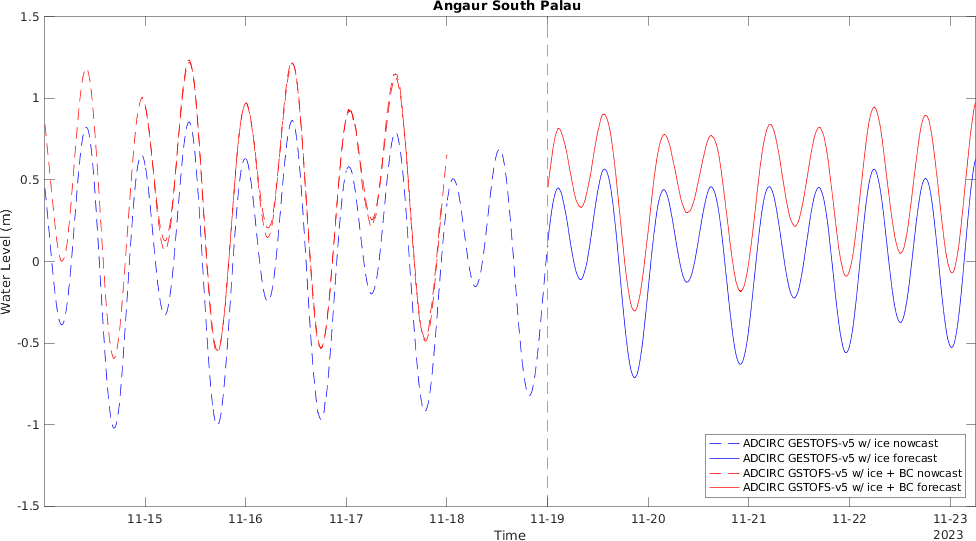 Angaur South Palau
1.5
1
0.5
0
-0.5
-1
-1.5
Water Level (m)
11-15
11-16
11-17
11-18
11-19
11-20
11-21
11-22
11-23
2023
Time
ADCIRC GESTOFS-v5 w/ ice nowcast
ADCIRC GESTOFS-v5 w/ ice forecast
ADCIRC GSTOFS-v5 w/ ice + BC nowcast
ADCIRC GSTOFS-v5 w/ ice + BC forecast